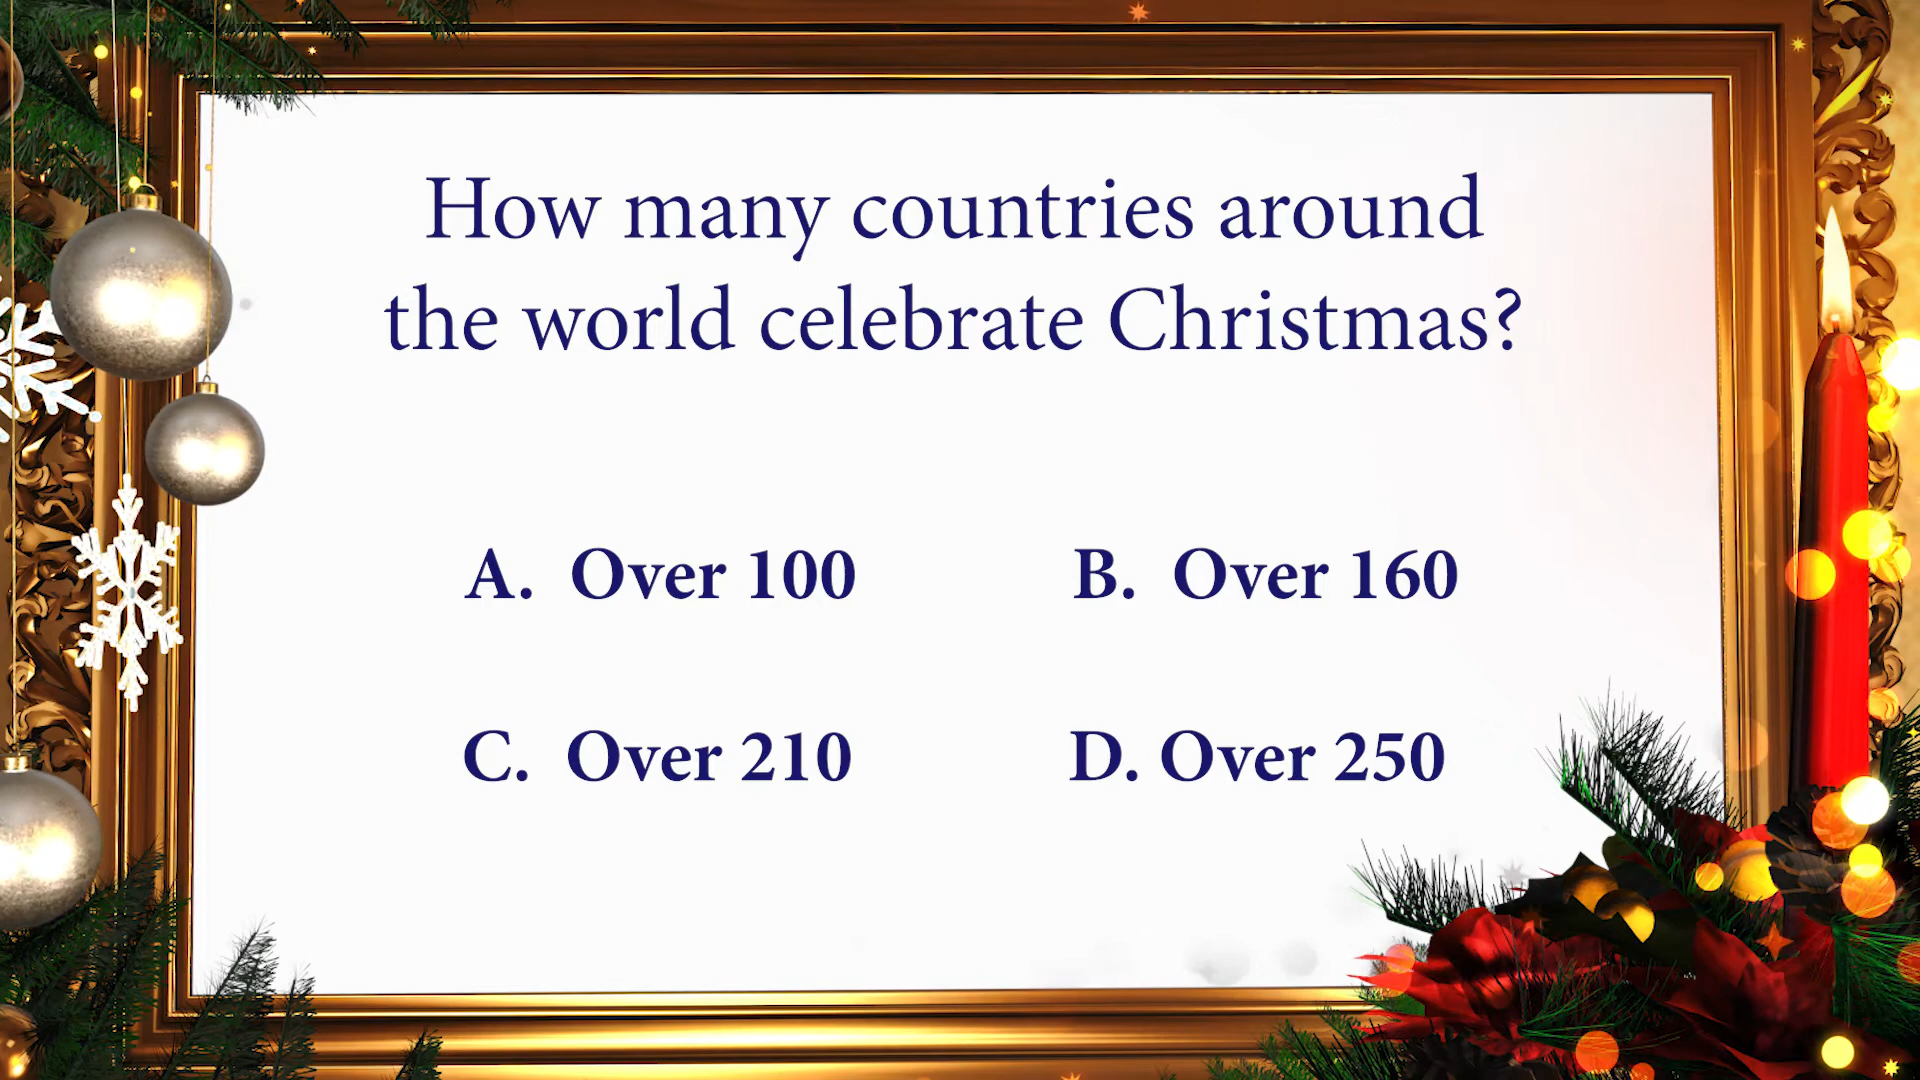 How many countries around
the world celebrate Christmas?
A. Over 100
B. Over 160
C. Over 210
D. Over 250